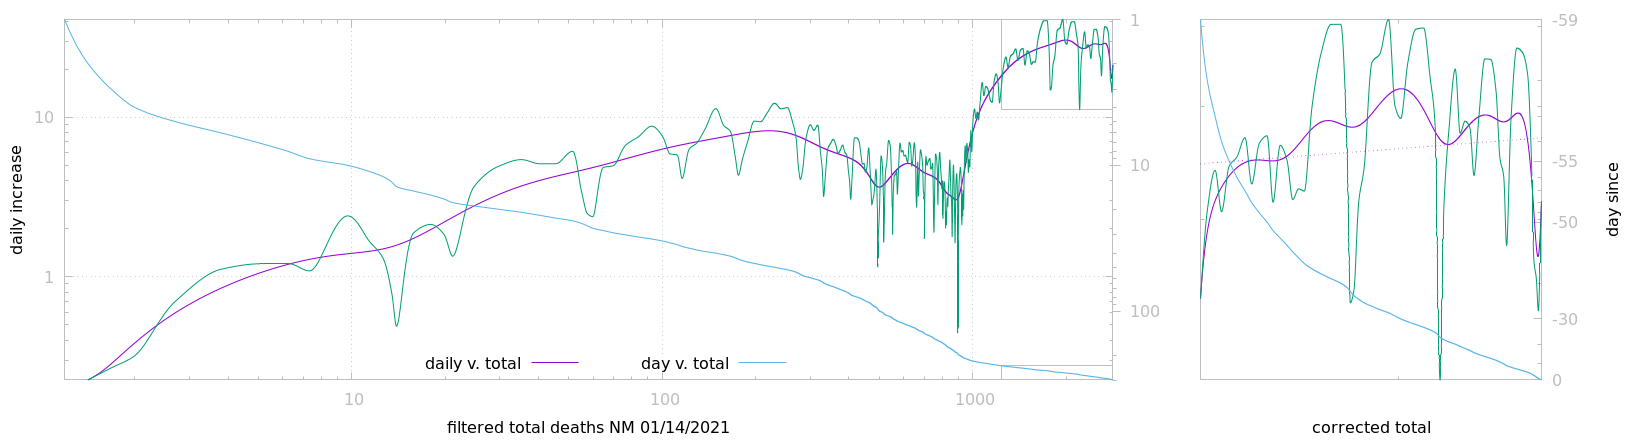 daily increase
10
1
daily v. total
day v. total
10
100
1000
filtered total deaths NM 01/14/2021
1
10
100
corrected total
-59
-55
-50
-30
0
day since